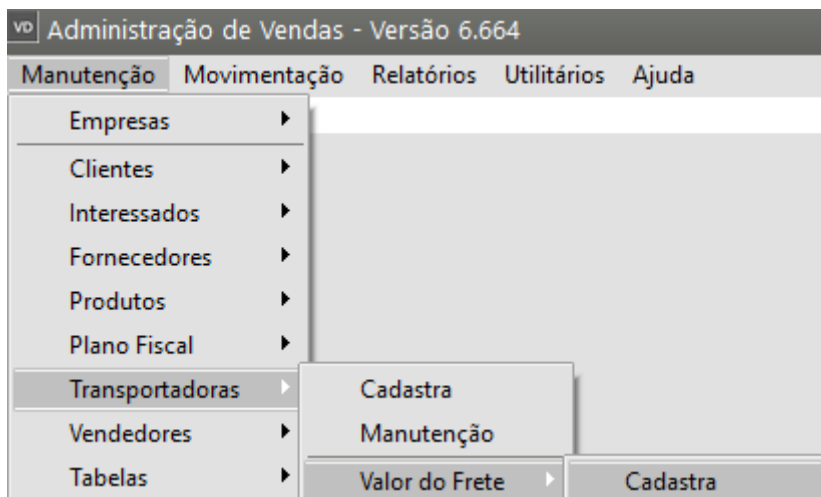 VD Administração de Vendas - Versão 6.664
Manutenção Movimentação Relatórios Utilitários Ajuda
Empresas
Clientes
Interessados
Fornecedores
Produtos
Plano Fiscal
Transportadoras Cadastra
Vendedores Manutenção
Tabelas Valor do Frete Cadastra